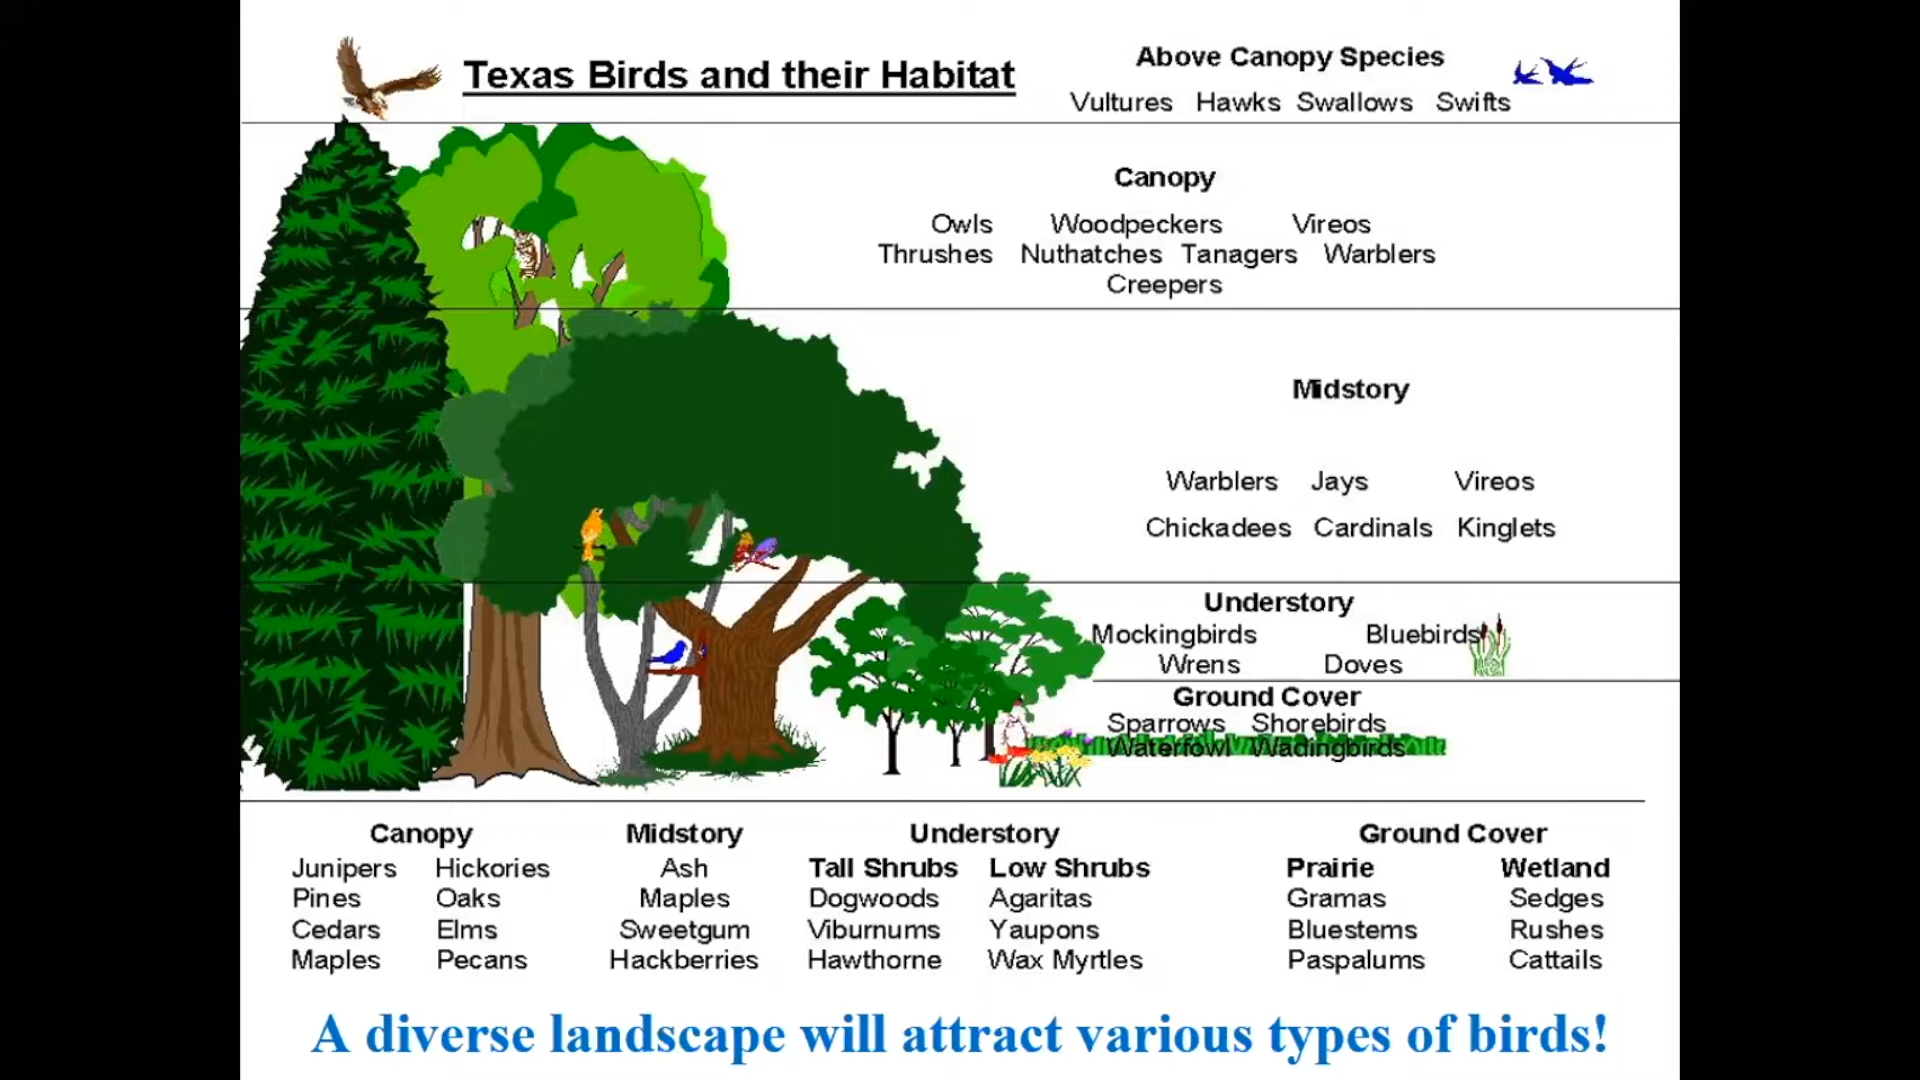 Texas Birds and their Habitat
Above Canopy Species
Vultures Hawks Swallows Swifts
Canopy
Owls Woodpeckers Vireos
Thrushes Nuthatches Tanagers Warblers
Creepers
Midstory
Warblers Jays Vireos
Chickadees Cardinals Kinglets
Understory
Mockingbirds Bluebirds
Wrens Doves
Ground Cover
Sparrows Shorebirds
Waterfowl Wadingbirds
Canopy Midstory Understory Ground Cover
Junipers Hickories Ash Tall Shrubs Low Shrubs Prairie Wetland
Pines Oaks Maples Dogwoods Agaritas Gramas Sedges
Cedars Elms Sweetgum Viburnums Yaupons Bluestems Rushes
Maples Pecans Hackberries Hawthorne Wax Myrtles Paspalums Cattails
A diverse landscape will attract various types of birds!